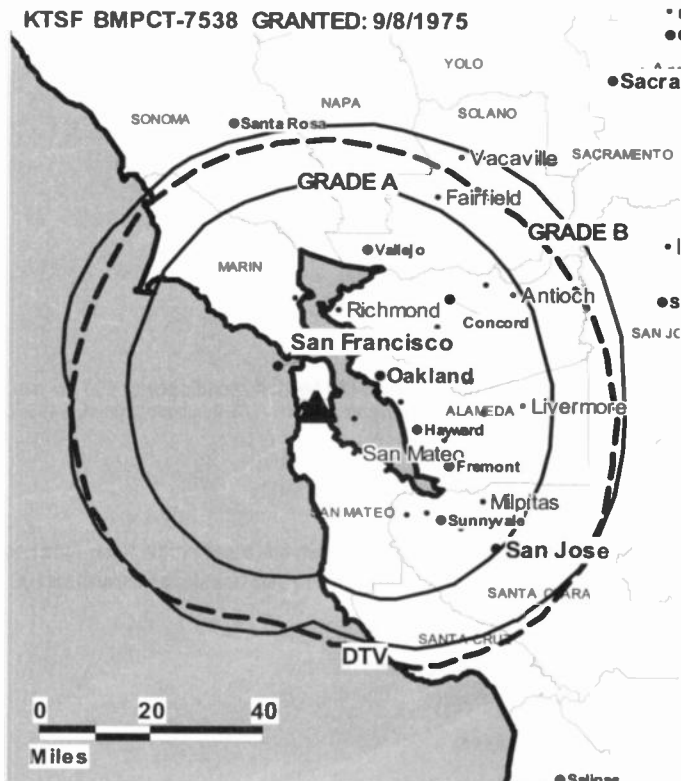 KTSF BMPCT-7538 GRANTED: 9/8/1975
YOLO
Sacra
NAPA
SONOMA
SOLANO
Santa Rosa
Vacaville
SACRAMENTO
GRADE A
Fairfield
GRADE B
Vallejo
MARIN
Richmond
Antioch
Concord
San Francisco
SAN JO
Oakland
ALAMEDA
Livermore
Hayward
San Mateo
Fremont
Milpitas
SAN MATEO
Sunnyvale
San Jose
SANTA CLARA
SANTA CRUZ
DTV
0 20 40
Miles
Salinas